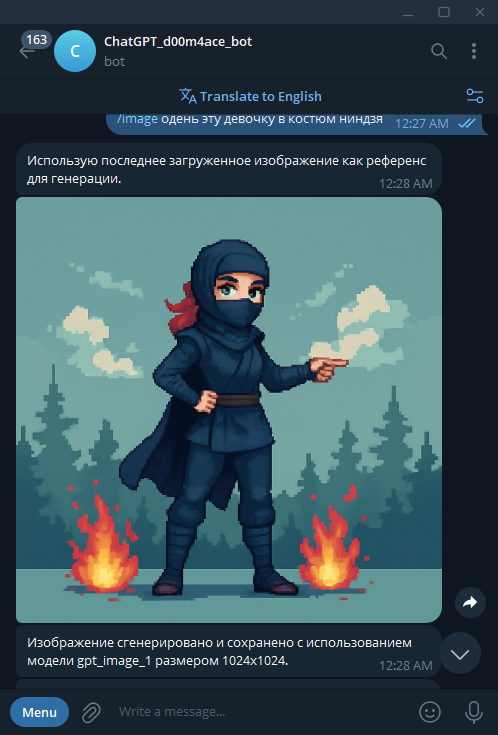 163
C
ChatGPT_d00m4ace_bot
bot
Translate to English
/image одень эту девочку в костюм ниндзя
12:27 AM
Использую последнее загруженное изображение как референс
для генерации.
12:28 AM
Изображение сгенерировано и сохранено с использованием
модели gpt_image_1 размером 1024x1024.
12:28 AM
Menu
Write a message...